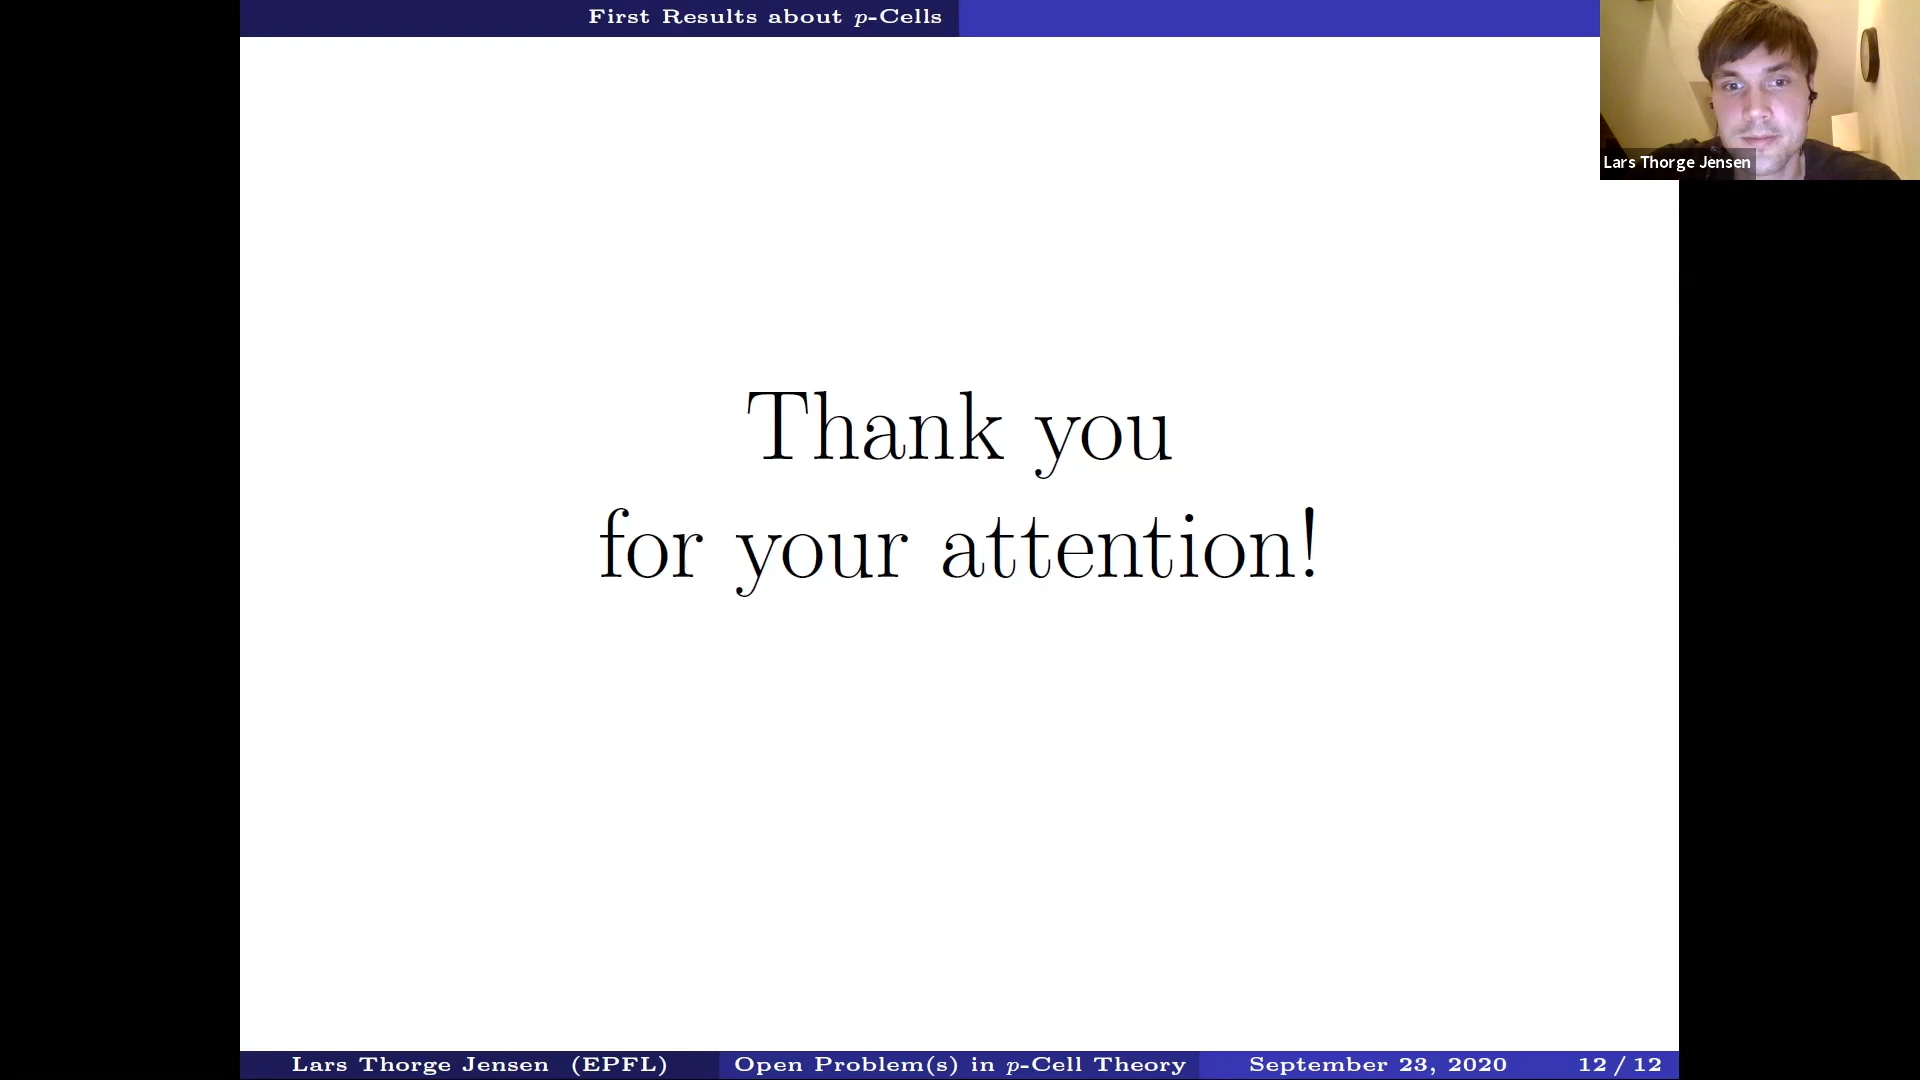 First Results about p-Cells
Lars Thorge Jensen
Thank you
for your attention!
Lars Thorge Jensen (EPFL) Open Problem(s) in p-Cell Theory September 23, 2020 12 / 12